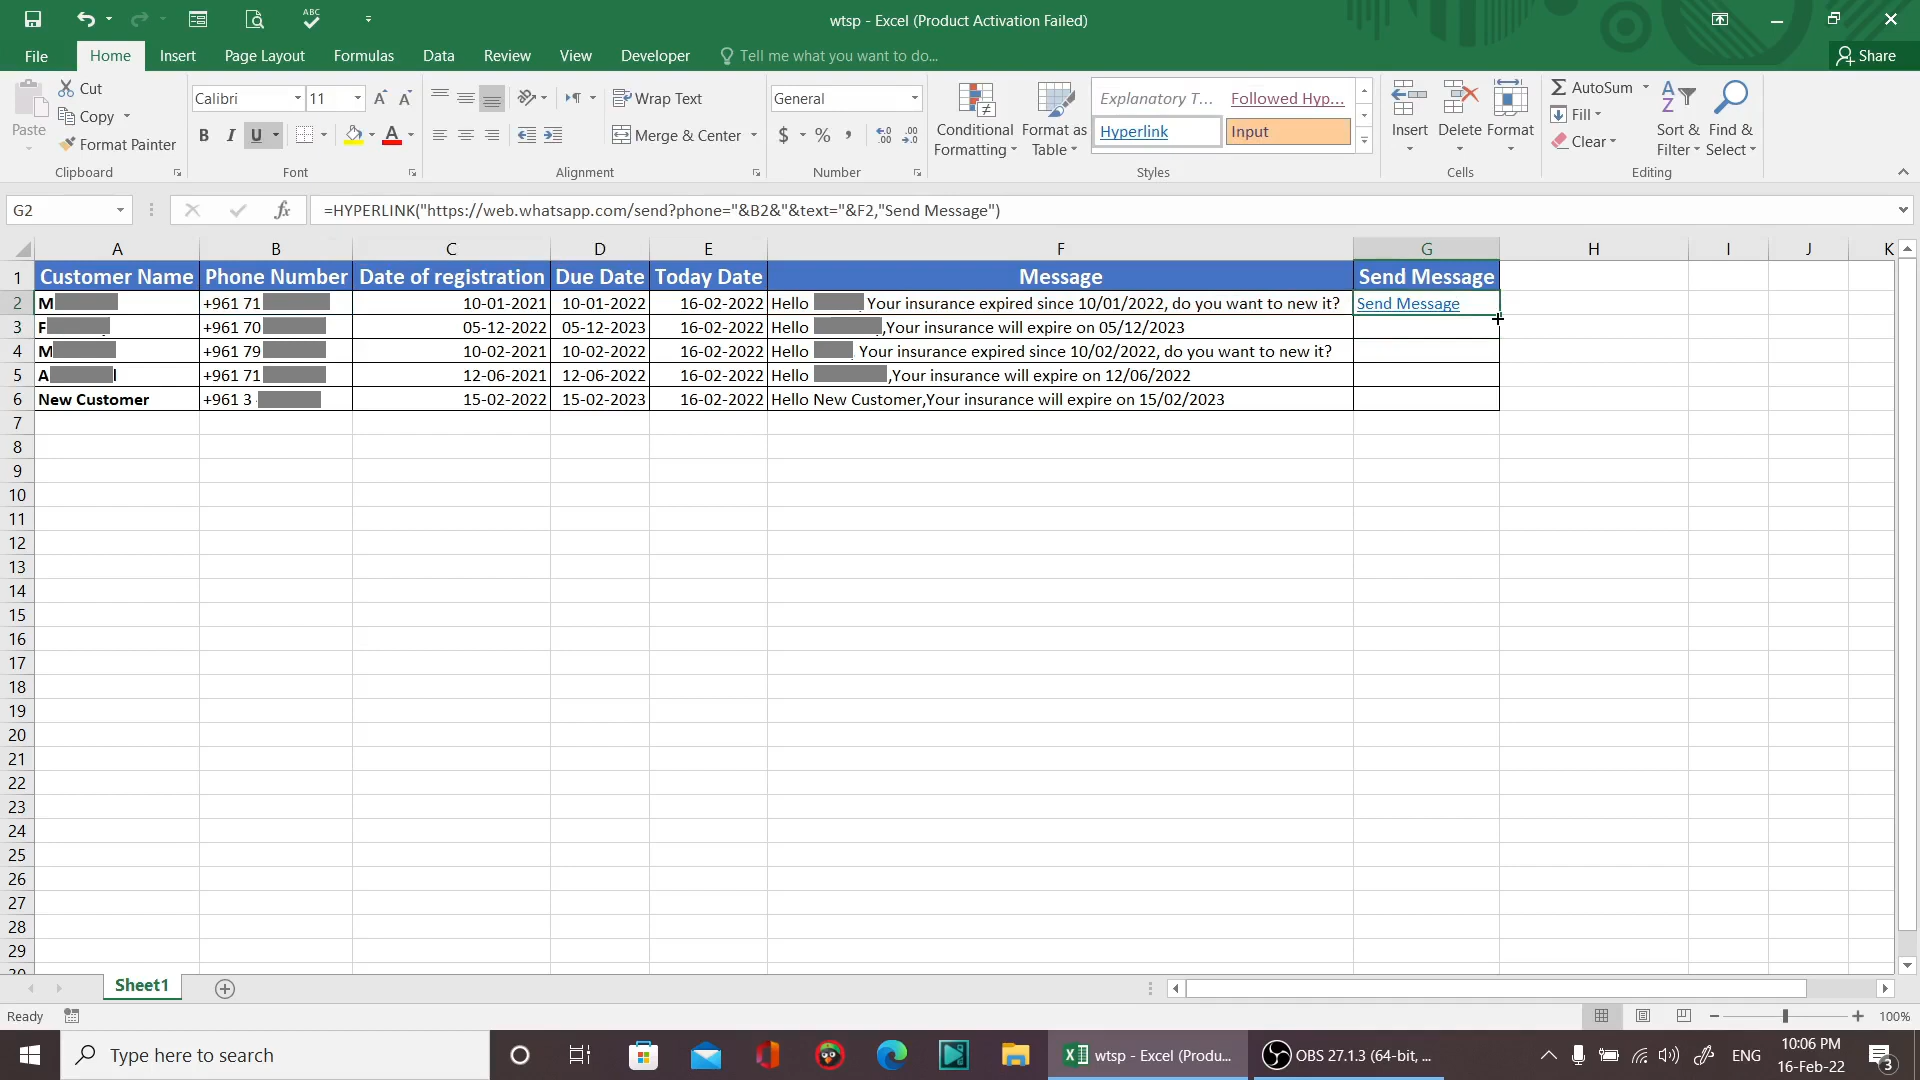 ABC
wtsp - Excel (Product Activation Failed)
File Home Insert Page Layout Formulas Data Review View Developer Tell me what you want to do... Share
Paste Cut Copy Format Painter
Calibri 11 A A
B I U A
Wrap Text
Merge & Center
General
$ % ,
Conditional Formatting
Format as Table
Explanatory T... Followed Hyp...
Hyperlink Input
Insert Delete Format
AutoSum
Fill
Clear
Sort & Filter
Find & Select
Clipboard Font Alignment Number Styles Cells Editing
G2 fx =HYPERLINK("https://web.whatsapp.com/send?phone="&B2&"&text="&F2,"Send Message")
A B C D E F G H I J K
1 Customer Name Phone Number Date of registration Due Date Today Date Message Send Message
2 M +961 71 10-01-2021 10-01-2022 16-02-2022 Hello Your insurance expired since 10/01/2022, do you want to new it? Send Message
3 F +961 70 05-12-2022 05-12-2023 16-02-2022 Hello ,Your insurance will expire on 05/12/2023
4 M +961 79 10-02-2021 10-02-2022 16-02-2022 Hello Your insurance expired since 10/02/2022, do you want to new it?
5 A +961 71 12-06-2021 12-06-2022 16-02-2022 Hello ,Your insurance will expire on 12/06/2022
6 New Customer +961 3 15-02-2022 15-02-2023 16-02-2022 Hello New Customer,Your insurance will expire on 15/02/2023
7
8
9
10
11
12
13
14
15
16
17
18
19
20
21
22
23
24
25
26
27
28
29
30
Sheet1
Ready 100%
Type here to search wtsp - Excel (Produ... OBS 27.1.3 (64-bit, ... ENG 10:06 PM
16-Feb-22 3